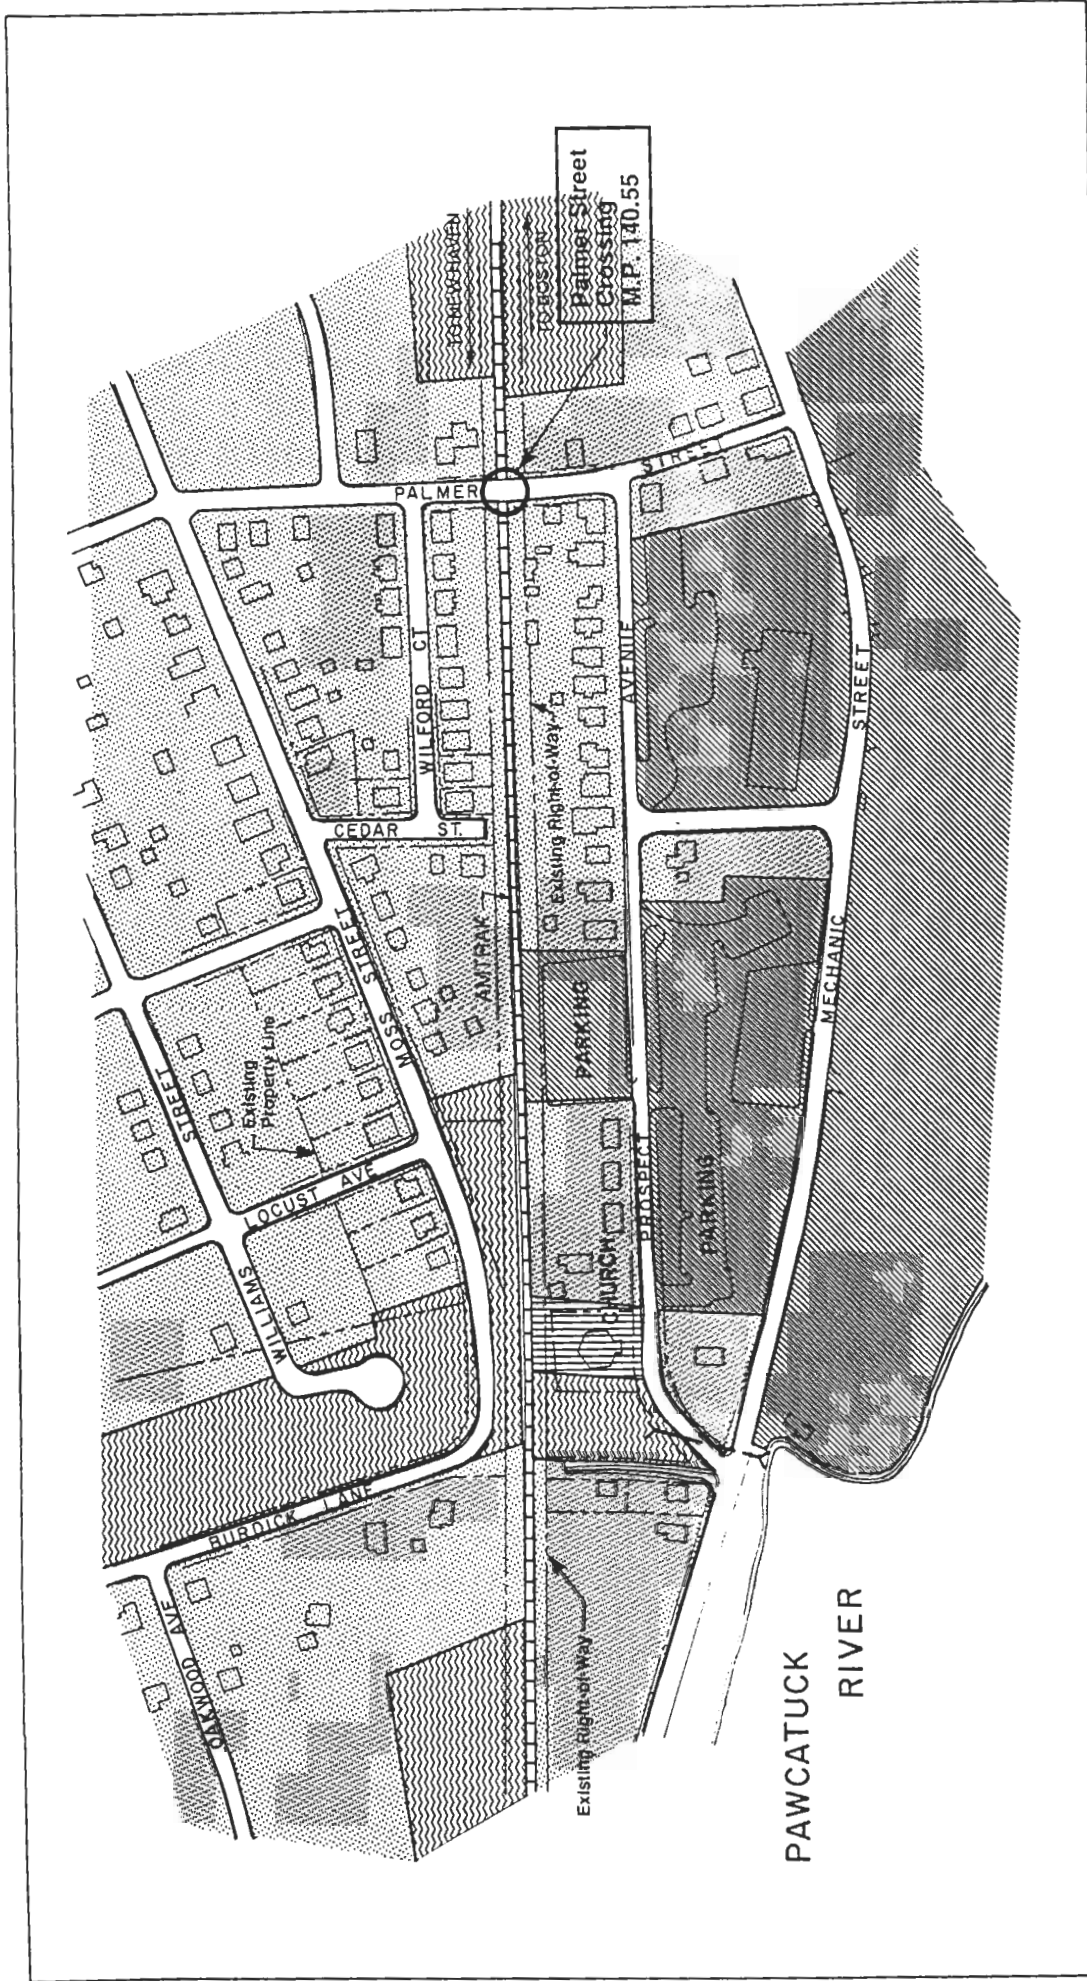 TO NEW HAVEN
TO BOSTON
Palmer Street
Crossing
M.P. 140.55
PALMER
STREET
WILFORD CT
CEDAR ST.
AVENUE
STREET
Existing Right-of-Way
AMTRAK
STREET
MOSS
PARKING
MECHANIC
STREET
Existing
Property Line
LOCUST AVE
PROSPECT
PARKING
CHURCH
WILLIAMS
BURDICK LANE
OAKWOOD AVE
Existing Right-of-Way
PAWCATUCK
RIVER